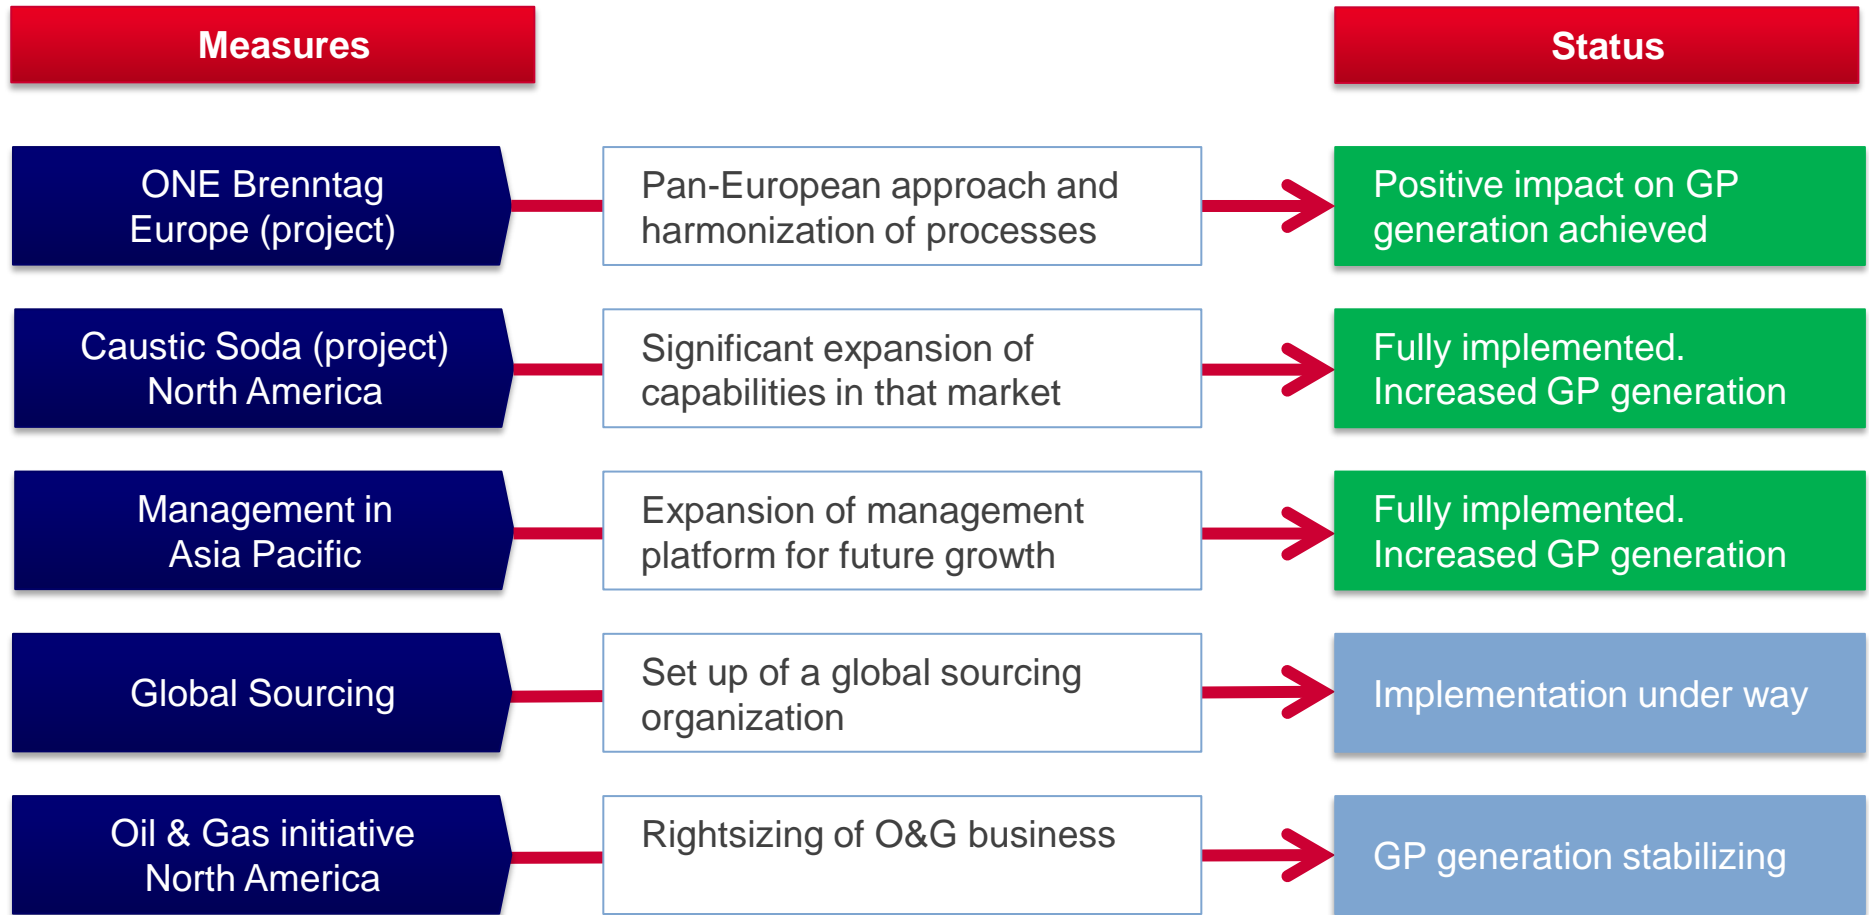 Measures
Status
ONE Brenntag
Europe (project)
Pan-European approach and
harmonization of processes
Positive impact on GP
generation achieved
Caustic Soda (project)
North America
Significant expansion of
capabilities in that market
Fully implemented.
Increased GP generation
Management in
Asia Pacific
Expansion of management
platform for future growth
Fully implemented.
Increased GP generation
Global Sourcing
Set up of a global sourcing
organization
Implementation under way
Oil & Gas initiative
North America
Rightsizing of O&G business
GP generation stabilizing